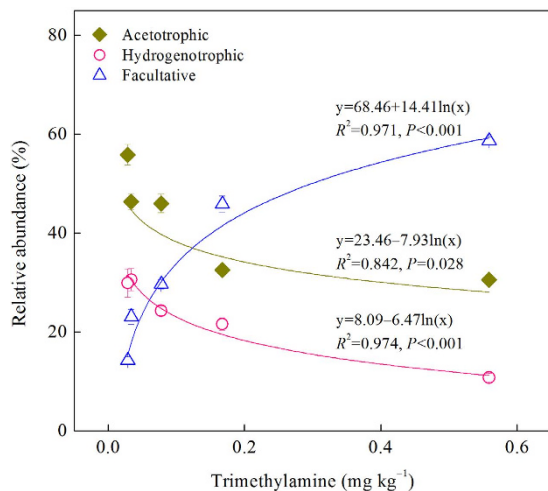 80
60
40
20
0
Relative abundance (%)
Acetotrophic
Hydrogenotrophic
Facultative
y=68.46+14.41ln(x)
R²=0.971, P<0.001
y=23.46−7.93ln(x)
R²=0.842, P=0.028
y=8.09−6.47ln(x)
R²=0.974, P<0.001
0.0 0.2 0.4 0.6
Trimethylamine (mg kg⁻¹)